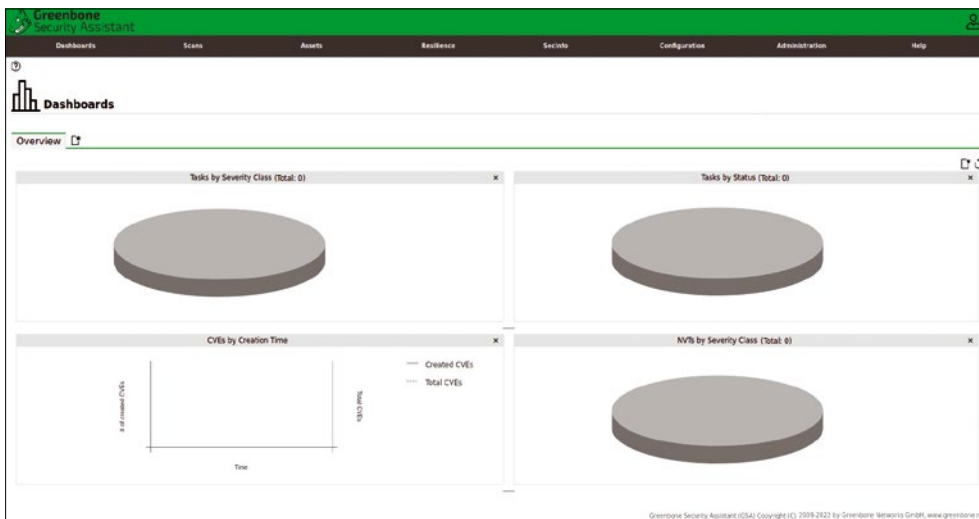 Greenbone
Security Assistant
Dashboards Scans Assets Resilience SecInfo Configuration Administration Help
Dashboards
Overview
Tasks by Severity Class (Total: 0) × Tasks by Status (Total: 0) ×
CVEs by Creation Time × NVTs by Severity Class (Total: 0) ×
Created CVEs
Total CVEs
# of created CVEs
Total CVEs
Time
Greenbone Security Assistant (GSA) Copyright (C) 2009-2022 by Greenbone Networks GmbH, www.greenbone